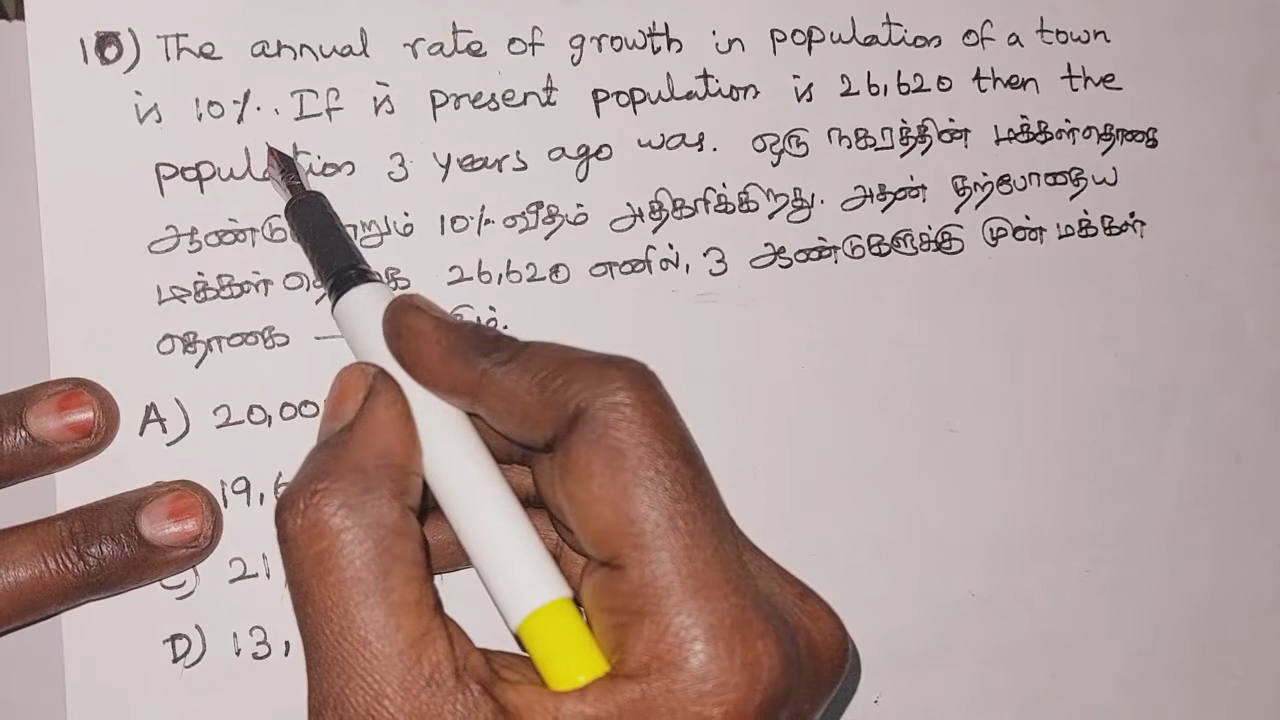 10) The annual rate of growth in population of a town
is 10%. If is present population is 26,620 then the
population 3 years ago was. ஒரு நகரத்தின் மக்கள்தொகை
10% வீதம் அதிகரிக்கிறது. அதன் தற்போதைய
மக்கள் 26,620 எனில், 3 ஆண்டுகளுக்கு முன் மக்கள்
தொகை —
A) 20,00
19,6
C) 21,
D) 13,